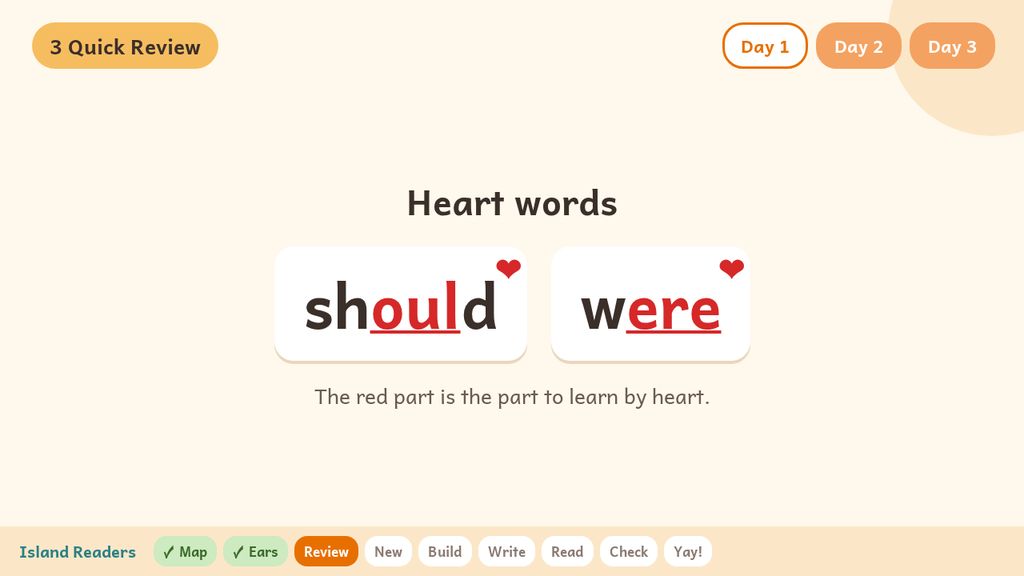 3 Quick Review
Day 1 Day 2 Day 3
Heart words
should ❤ were ❤
The red part is the part to learn by heart.
Island Readers ✓ Map ✓ Ears Review New Build Write Read Check Yay!